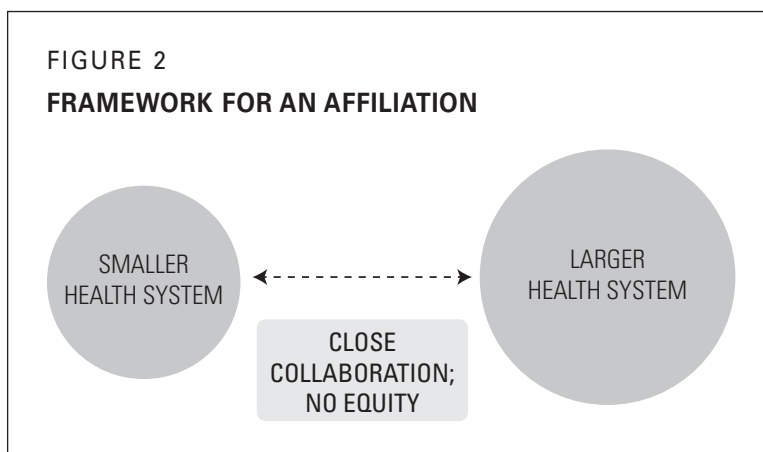 FIGURE 2
FRAMEWORK FOR AN AFFILIATION
SMALLER
HEALTH SYSTEM
LARGER
HEALTH SYSTEM
CLOSE
COLLABORATION;
NO EQUITY